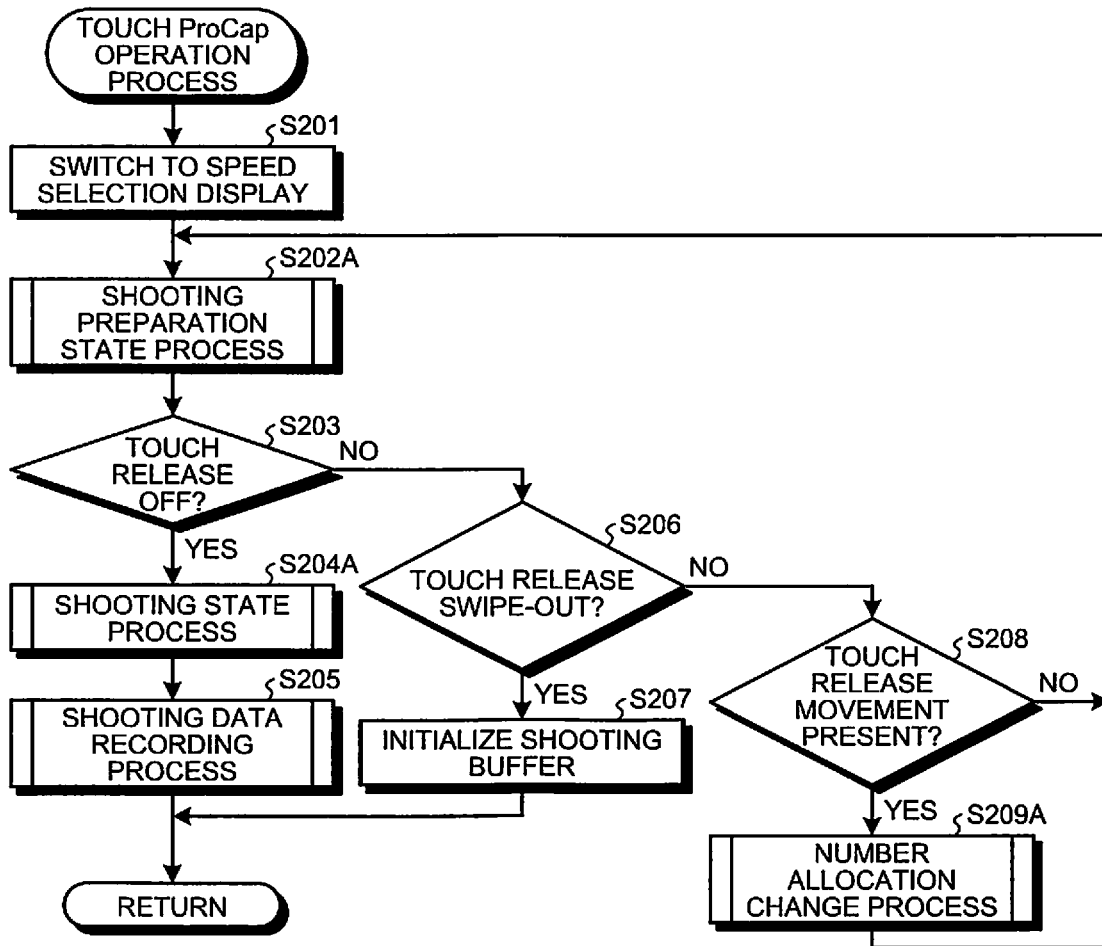 TOUCH ProCap
OPERATION
PROCESS
S201
SWITCH TO SPEED
SELECTION DISPLAY
S202A
SHOOTING
PREPARATION
STATE PROCESS
S203
TOUCH
RELEASE
OFF?
NO
YES
S206
TOUCH RELEASE
SWIPE-OUT?
NO
YES
S204A
SHOOTING STATE
PROCESS
S205
SHOOTING DATA
RECORDING
PROCESS
S207
INITIALIZE SHOOTING
BUFFER
S208
TOUCH
RELEASE
MOVEMENT
PRESENT?
NO
YES
S209A
NUMBER
ALLOCATION
CHANGE PROCESS
RETURN